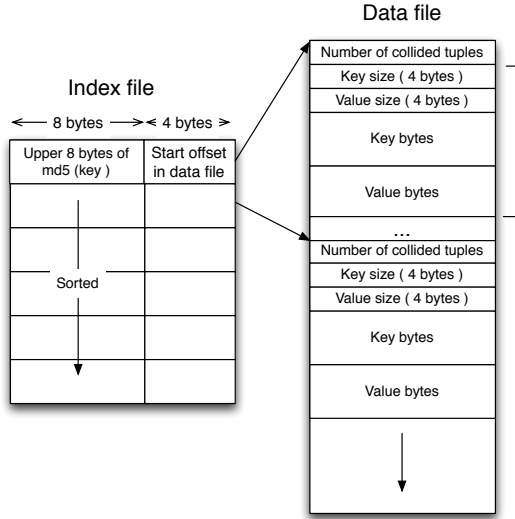 Data file
Index file
8 bytes
4 bytes
Upper 8 bytes of
md5 (key )
Start offset
in data file
Sorted
Number of collided tuples
Key size ( 4 bytes )
Value size ( 4 bytes )
Key bytes
Value bytes
...
Number of collided tuples
Key size ( 4 bytes )
Value size ( 4 bytes )
Key bytes
Value bytes